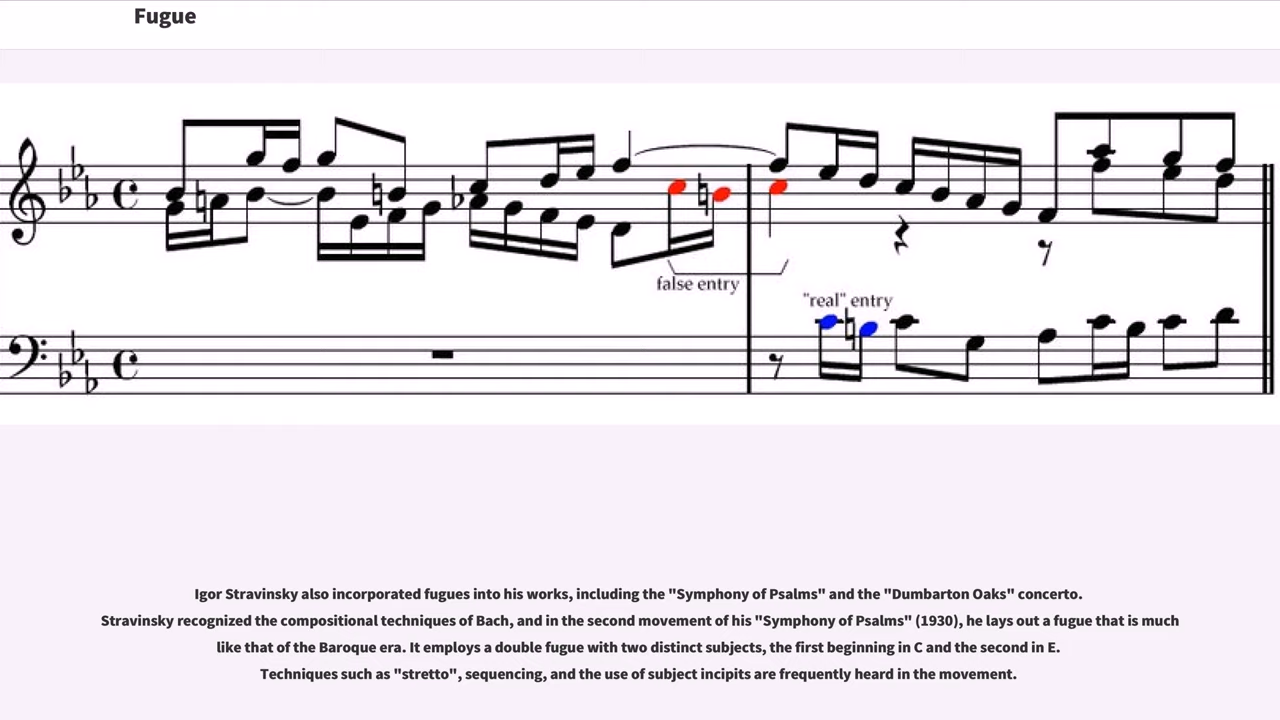 Fugue
false entry
"real" entry
Igor Stravinsky also incorporated fugues into his works, including the "Symphony of Psalms" and the "Dumbarton Oaks" concerto.
Stravinsky recognized the compositional techniques of Bach, and in the second movement of his "Symphony of Psalms" (1930), he lays out a fugue that is much
like that of the Baroque era. It employs a double fugue with two distinct subjects, the first beginning in C and the second in E.
Techniques such as "stretto", sequencing, and the use of subject incipits are frequently heard in the movement.